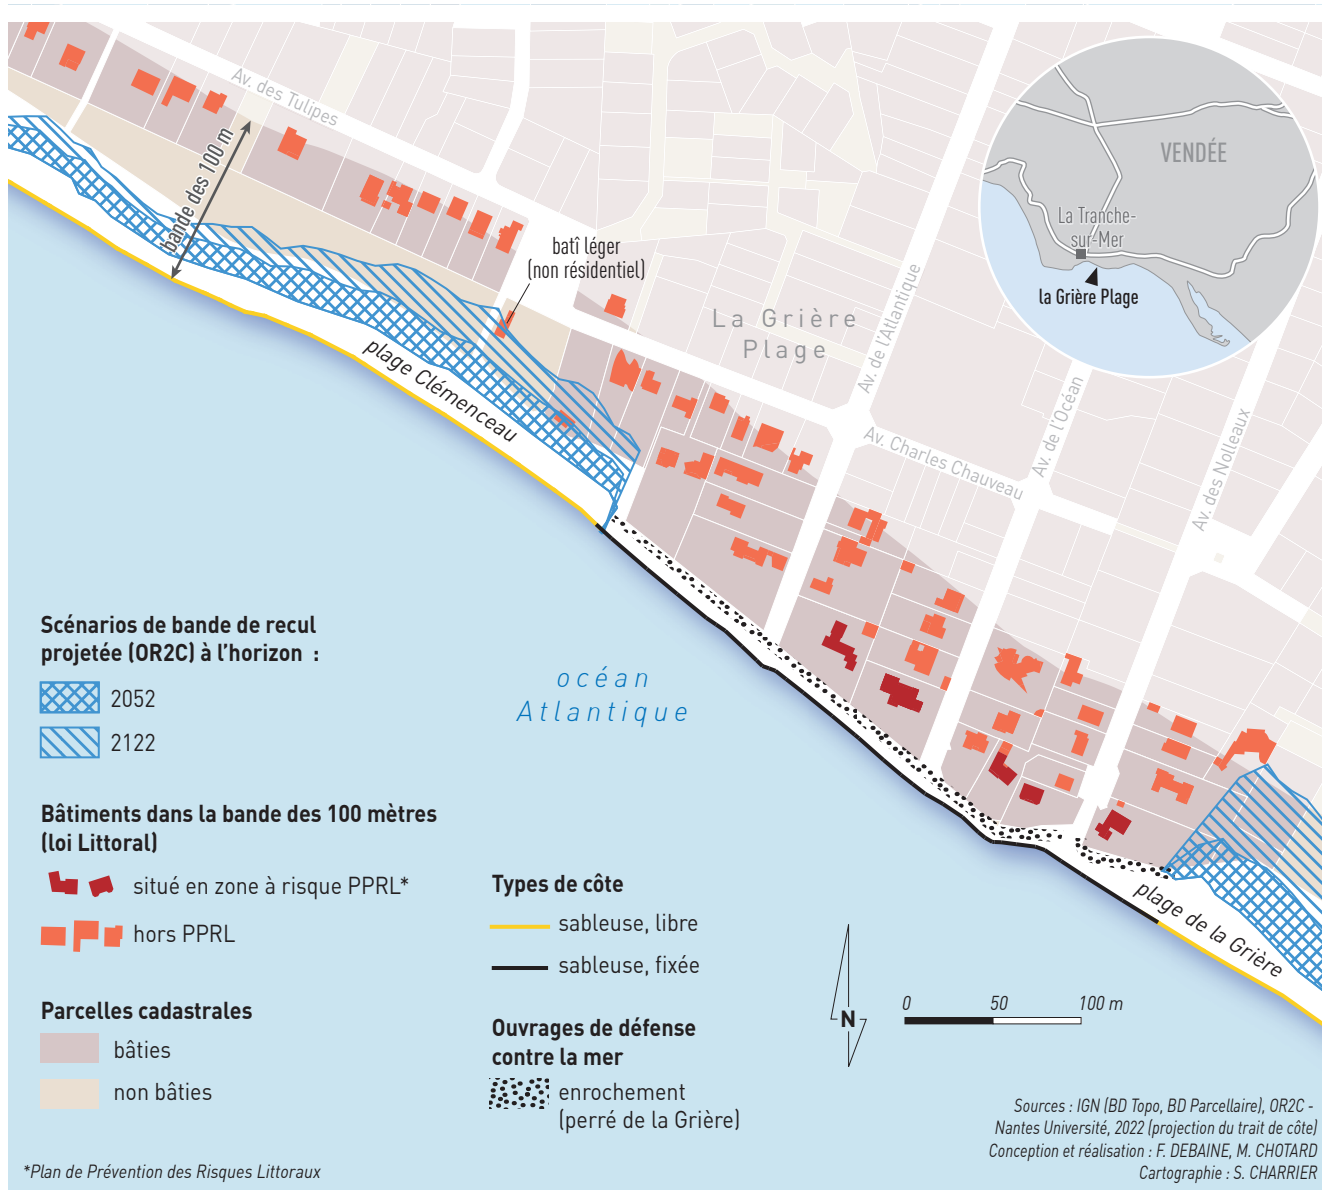 Av. des Tulipes
bande des 100 m
batî léger
(non résidentiel)
plage Clémenceau
La Grière
Plage
Av. de l'Atlantique
Av. Charles Chauveau
Av. de l'Océan
Av. des Nolleaux
VENDÉE
La Tranche-
sur-Mer
la Grière Plage
océan
Atlantique
plage de la Grière
Scénarios de bande de recul
projetée (OR2C) à l'horizon :
2052
2122
Bâtiments dans la bande des 100 mètres
(loi Littoral)
situé en zone à risque PPRL*
hors PPRL
Parcelles cadastrales
bâties
non bâties
Types de côte
sableuse, libre
sableuse, fixée
Ouvrages de défense
contre la mer
enrochement
(perré de la Grière)
N
0 50 100 m
Sources : IGN (BD Topo, BD Parcellaire), OR2C -
Nantes Université, 2022 (projection du trait de côte)
Conception et réalisation : F. DEBAINE, M. CHOTARD
Cartographie : S. CHARRIER
*Plan de Prévention des Risques Littoraux